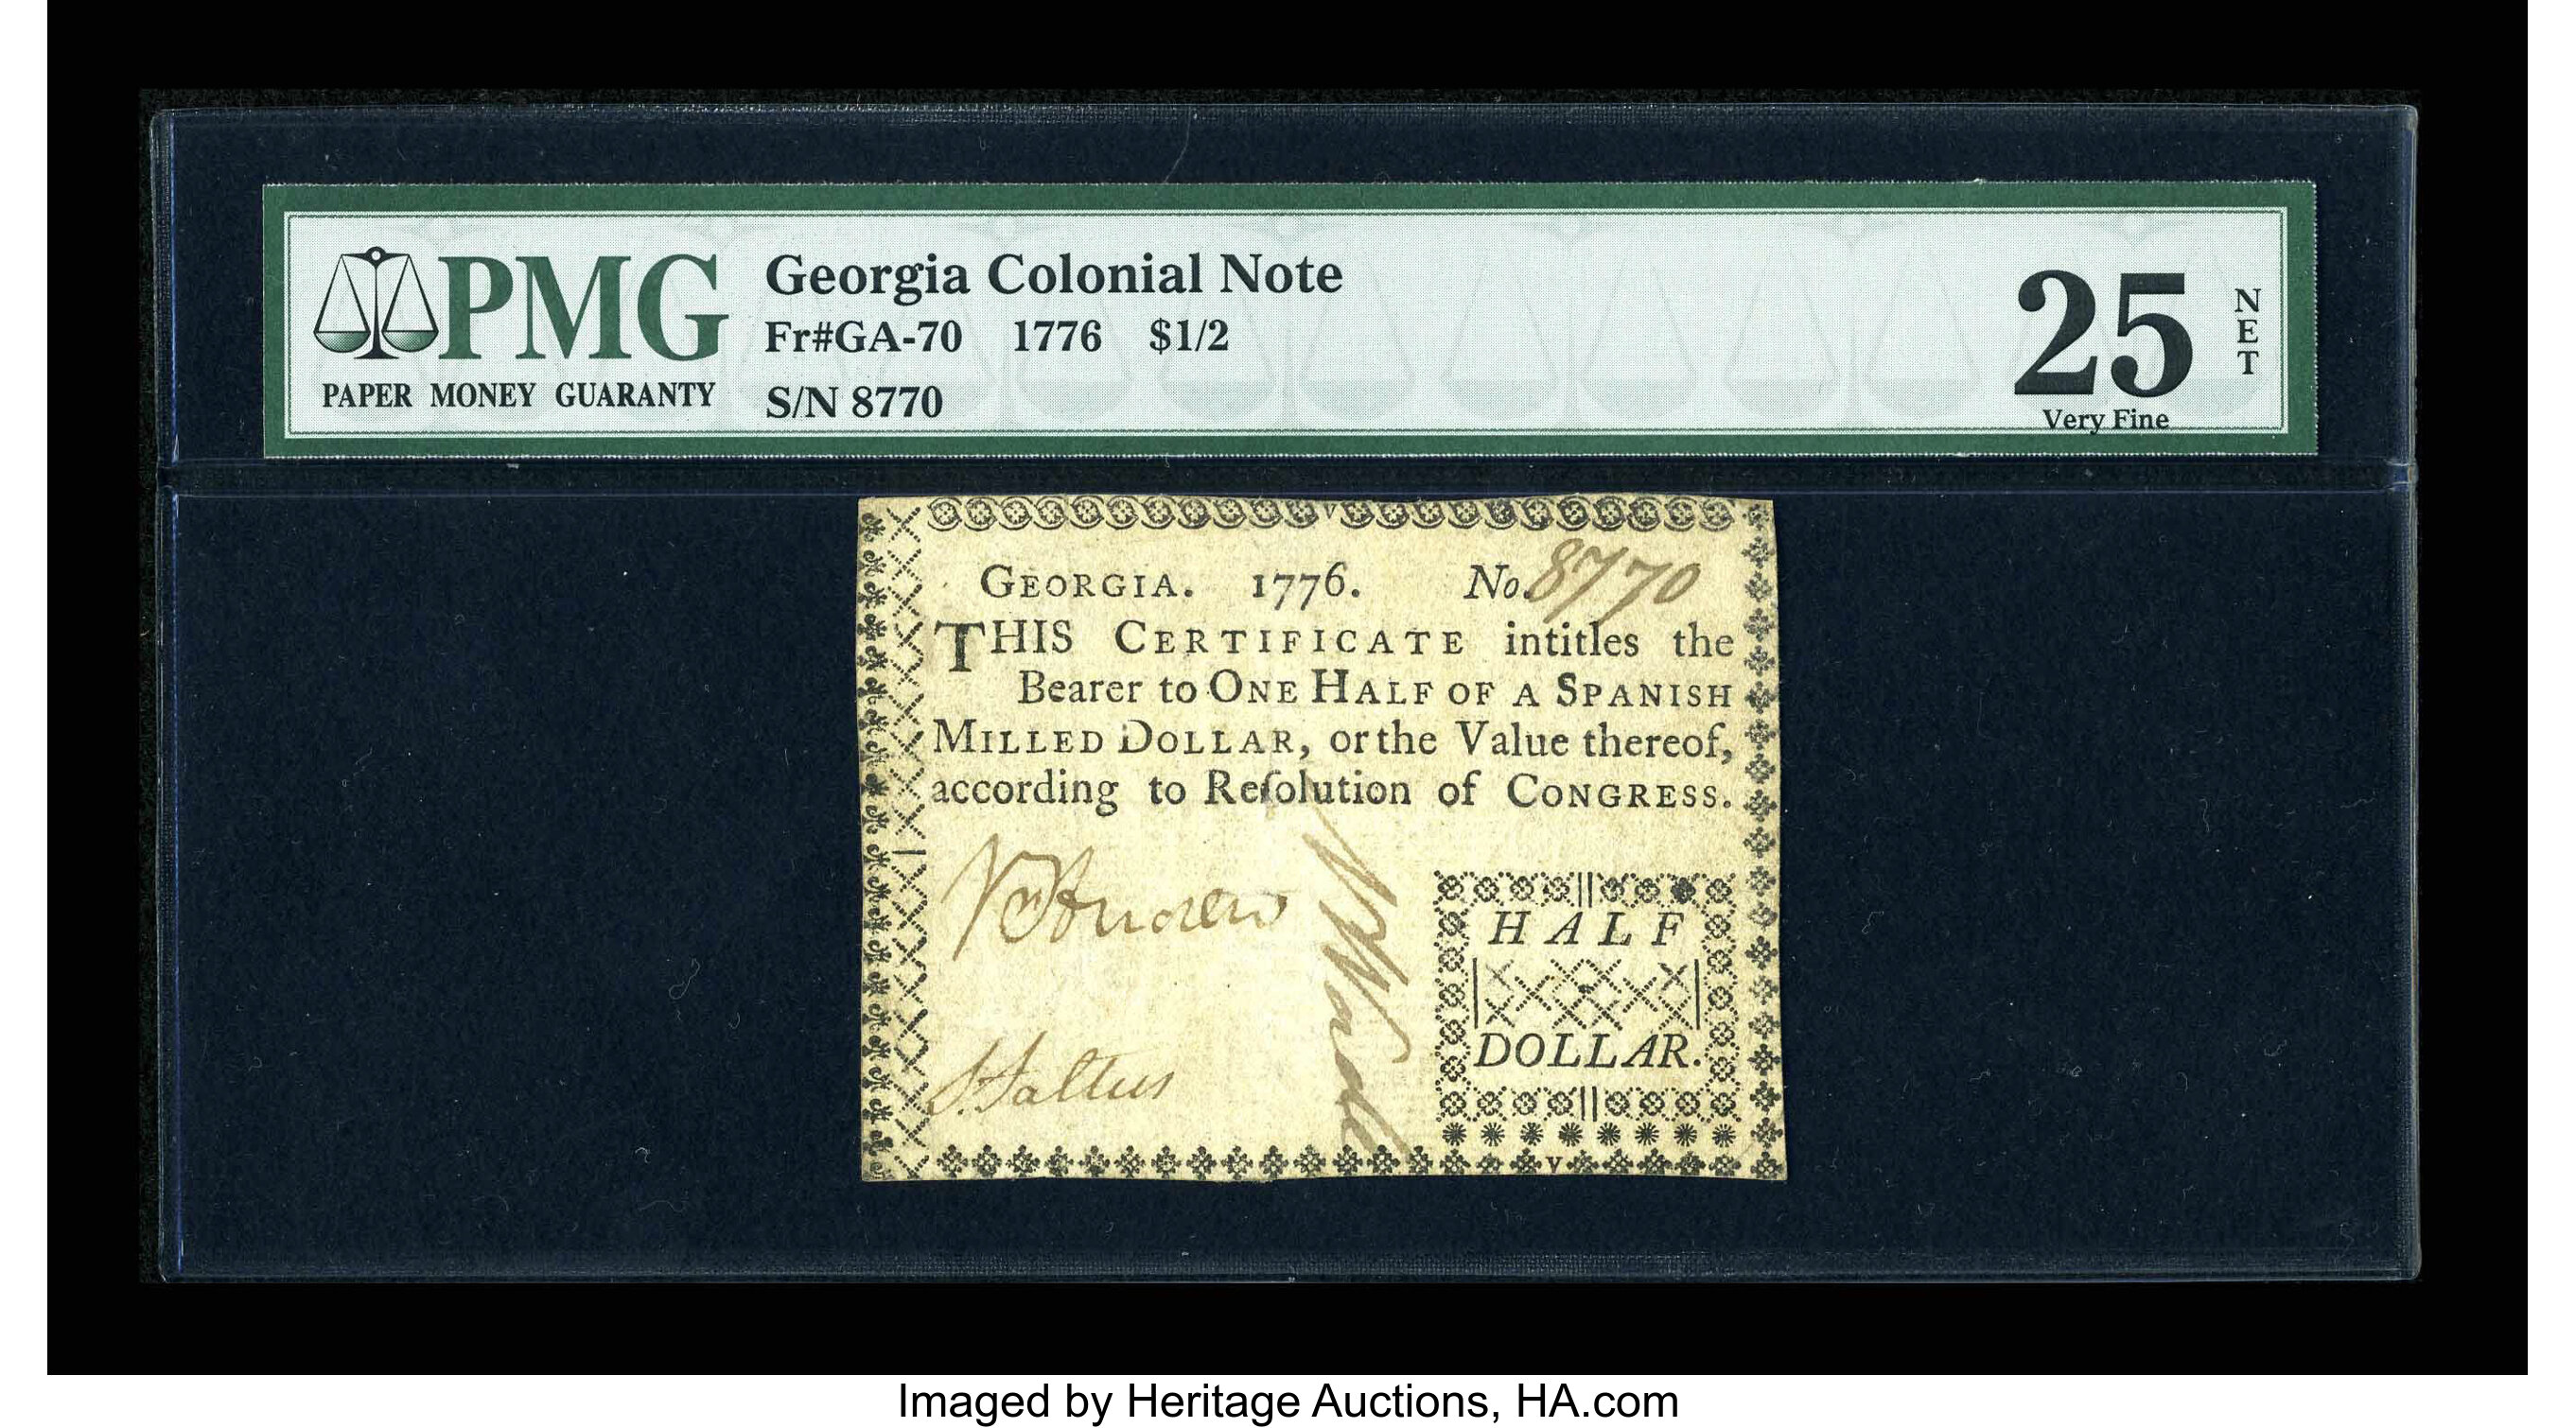 PMG
PAPER MONEY GUARANTY
Georgia Colonial Note
Fr#GA-70 1776 $1/2
S/N 8770
25
NET
Very Fine
GEORGIA. 1776. No. 8770
THIS CERTIFICATE intitles the
Bearer to ONE HALF OF A SPANISH
MILLED DOLLAR, or the Value thereof,
according to Reſolution of CONGRESS.
S. Saltus
HALF
DOLLAR.
Imaged by Heritage Auctions, HA.com